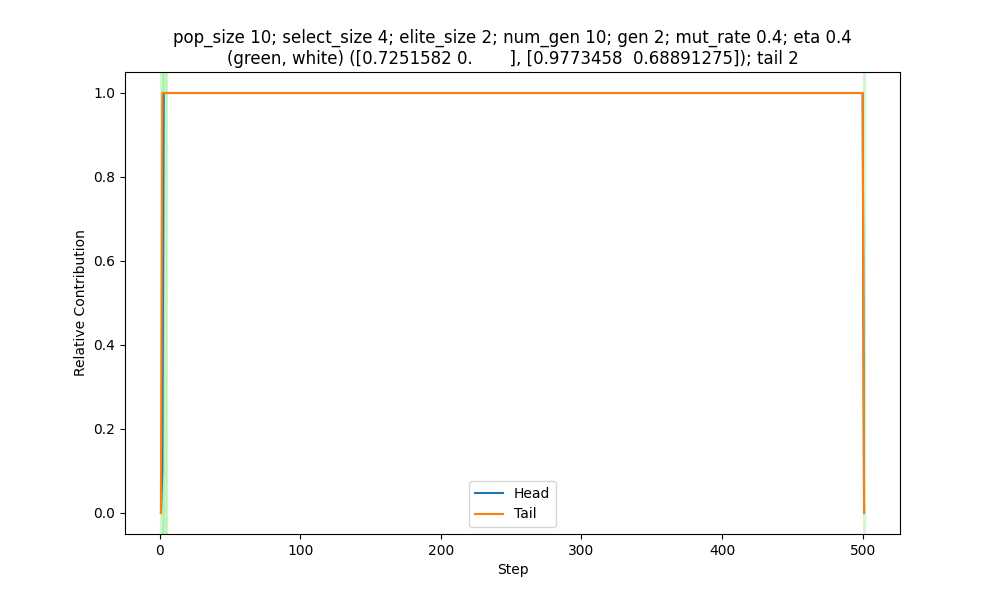 pop_size 10; select_size 4; elite_size 2; num_gen 10; gen 2; mut_rate 0.4; eta 0.4
(green, white) ([0.7251582 0.       ], [0.9773458  0.68891275]); tail 2
1.0
0.8
0.6
0.4
0.2
0.0
Relative Contribution
Head
Tail
0
100
200
300
400
500
Step